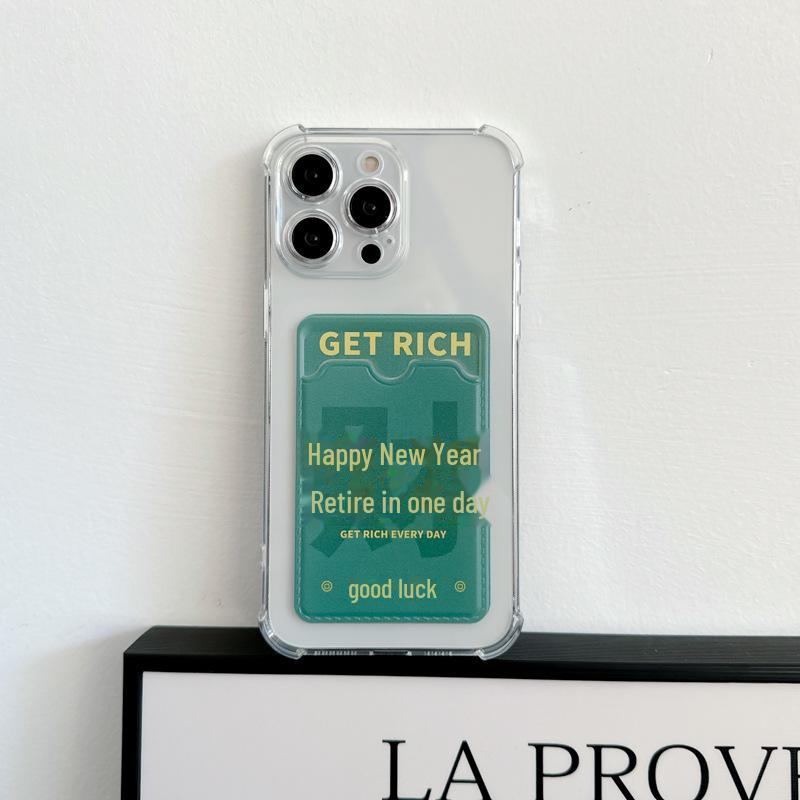 GET RICH
Happy New Year
Retire in one day
GET RICH EVERY DAY
good luck
LA PROVE